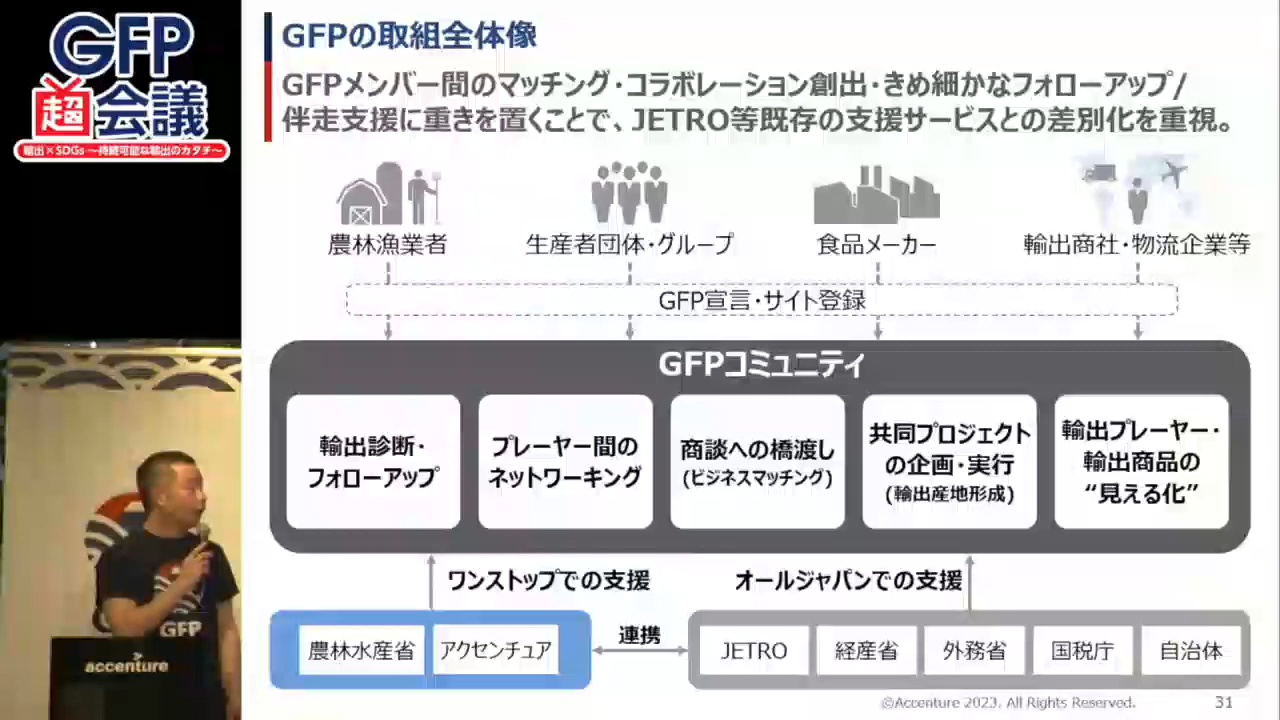 GFP
超会議
輸出×SDGs ～持続可能な輸出のカタチ～
GFPの取組全体像
GFPメンバー間のマッチング・コラボレーション創出・きめ細かなフォローアップ/
伴走支援に重きを置くことで、JETRO等既存の支援サービスとの差別化を重視。
農林漁業者
生産者団体・グループ
食品メーカー
輸出商社・物流企業等
GFP宣言・サイト登録
GFPコミュニティ
輸出診断・
フォローアップ
プレーヤー間の
ネットワーキング
商談への橋渡し
(ビジネスマッチング)
共同プロジェクト
の企画・実行
(輸出産地形成)
輸出プレーヤー・
輸出商品の
“見える化”
ワンストップでの支援
オールジャパンでの支援
農林水産省
アクセンチュア
連携
JETRO
経産省
外務省
国税庁
自治体
GFP
accenture
©Accenture 2023. All Rights Reserved.
31